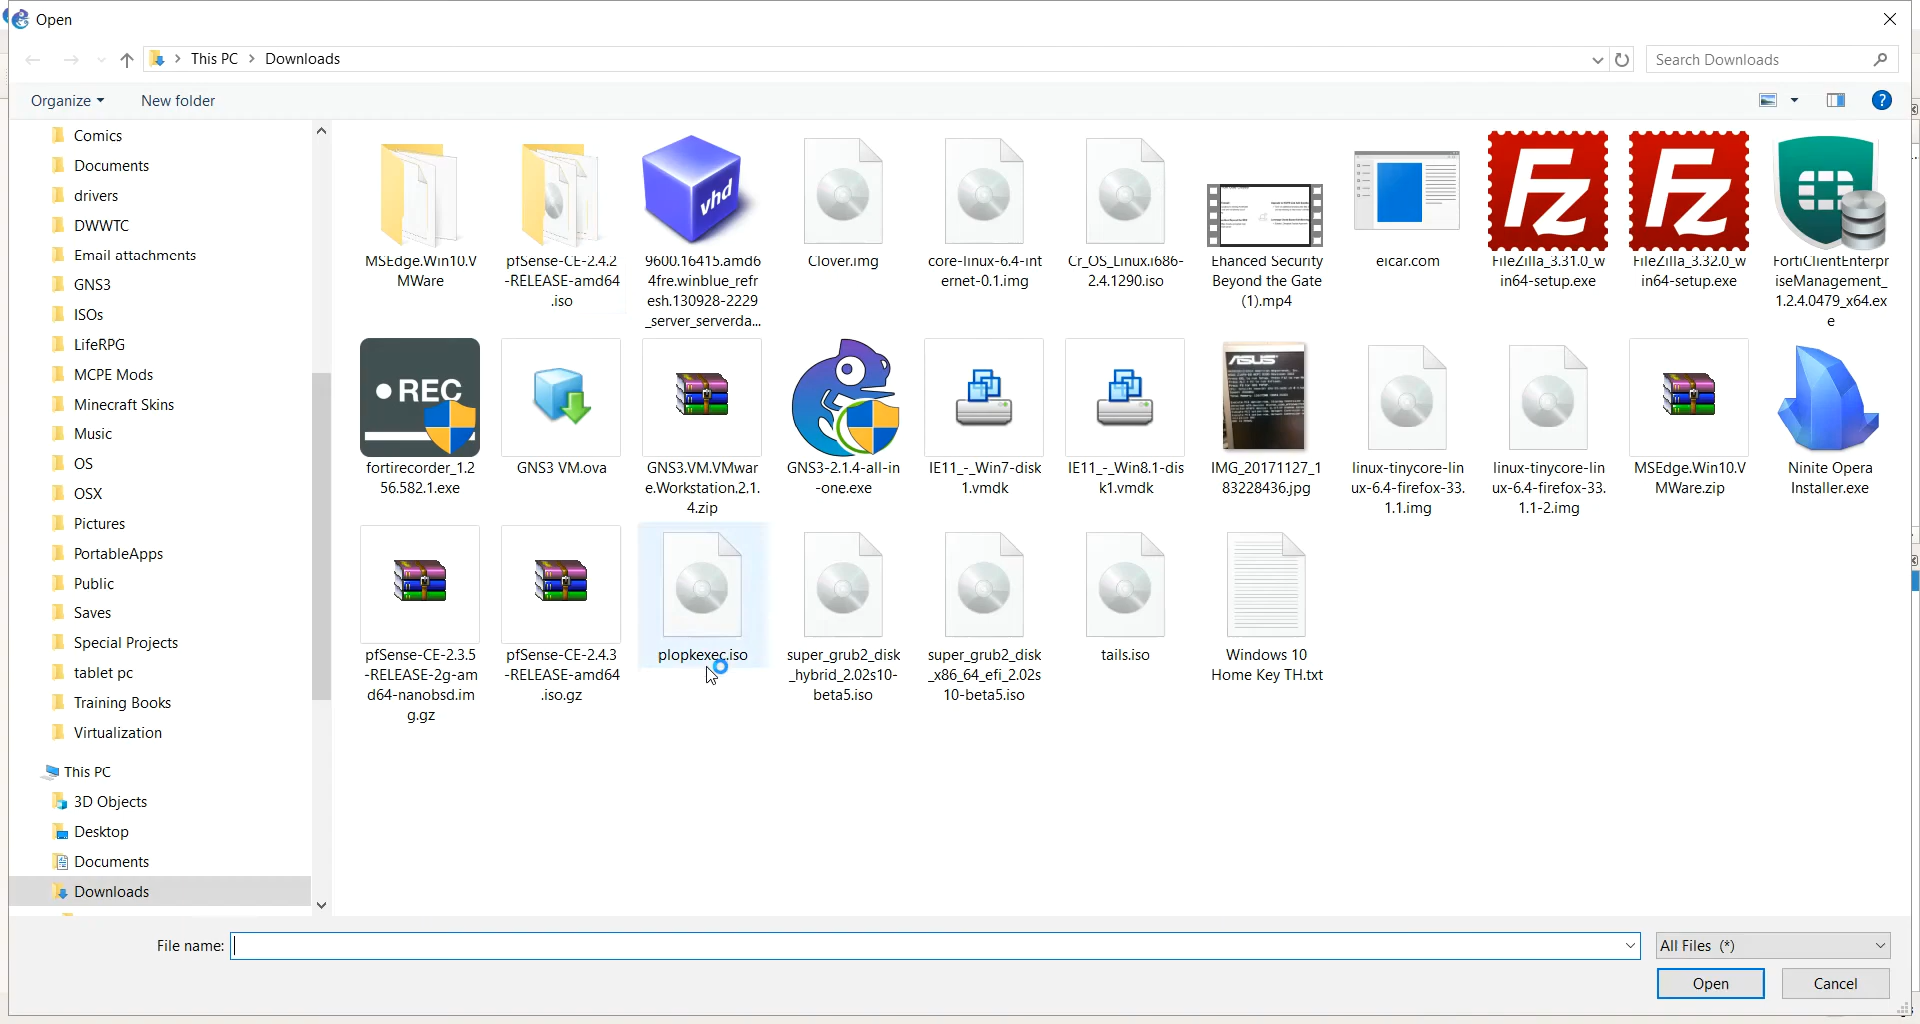 Open
This PC > Downloads
Search Downloads
Organize
New folder
?
Comics
Documents
drivers
DWWTC
Email attachments
GNS3
ISOs
LifeRPG
MCPE Mods
Minecraft Skins
Music
OS
OSX
Pictures
PortableApps
Public
Saves
Special Projects
tablet pc
Training Books
Virtualization
This PC
3D Objects
Desktop
Documents
Downloads
MSEdge.Win10.V
MWare
pfSense-CE-2.4.2
-RELEASE-amd64
.iso
vhd
9600.16415.amd6
4fre.winblue_refr
esh.130928-2229
_server_serverda...
Clover.img
core-linux-6.4-int
ernet-0.1.img
Cr_OS_Linux.i686-
2.4.1290.iso
Ehanced Security
Beyond the Gate
(1).mp4
eicar.com
Fz
FileZilla_3.31.0_w
in64-setup.exe
Fz
FileZilla_3.32.0_w
in64-setup.exe
FortiClientEnterpr
iseManagement_
1.2.4.0479_x64.ex
e
REC
fortirecorder_1.2
56.582.1.exe
GNS3 VM.ova
GNS3.VM.VMwar
e.Workstation.2.1.
4.zip
GNS3-2.1.4-all-in
-one.exe
IE11_-_Win7-disk
1.vmdk
IE11_-_Win8.1-dis
k1.vmdk
ASUS
IMG_20171127_1
83228436.jpg
linux-tinycore-lin
ux-6.4-firefox-33.
1.1.img
linux-tinycore-lin
ux-6.4-firefox-33.
1.1-2.img
MSEdge.Win10.V
MWare.zip
Ninite Opera
Installer.exe
pfSense-CE-2.3.5
-RELEASE-2g-am
d64-nanobsd.im
g.gz
pfSense-CE-2.4.3
-RELEASE-amd64
.iso.gz
plopkexec.iso
super_grub2_disk
_hybrid_2.02s10-
beta5.iso
super_grub2_disk
_x86_64_efi_2.02s
10-beta5.iso
tails.iso
Windows 10
Home Key TH.txt
File name:
All Files (*)
Open
Cancel